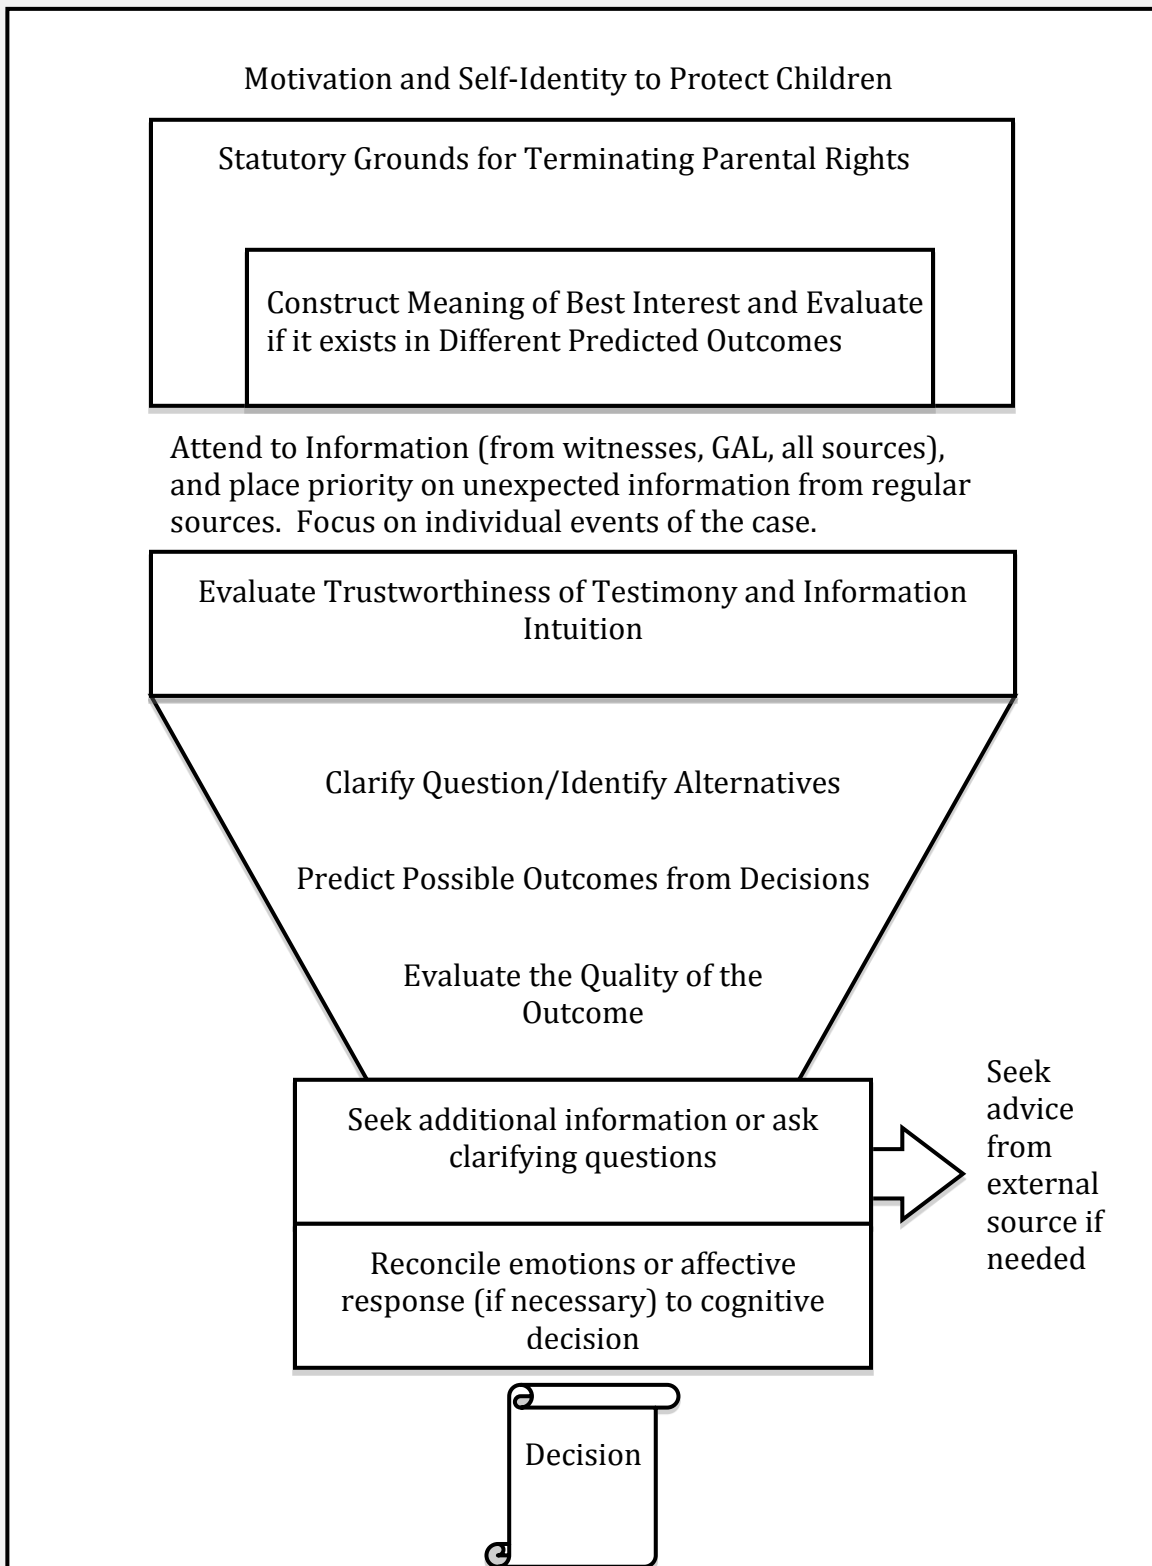 Motivation and Self-Identity to Protect Children
Statutory Grounds for Terminating Parental Rights
Construct Meaning of Best Interest and Evaluate
if it exists in Different Predicted Outcomes
Attend to Information (from witnesses, GAL, all sources),
and place priority on unexpected information from regular
sources.  Focus on individual events of the case.
Evaluate Trustworthiness of Testimony and Information
Intuition
Clarify Question/Identify Alternatives
Predict Possible Outcomes from Decisions
Evaluate the Quality of the
Outcome
Seek additional information or ask
clarifying questions
Seek
advice
from
external
source if
needed
Reconcile emotions or affective
response (if necessary) to cognitive
decision
Decision